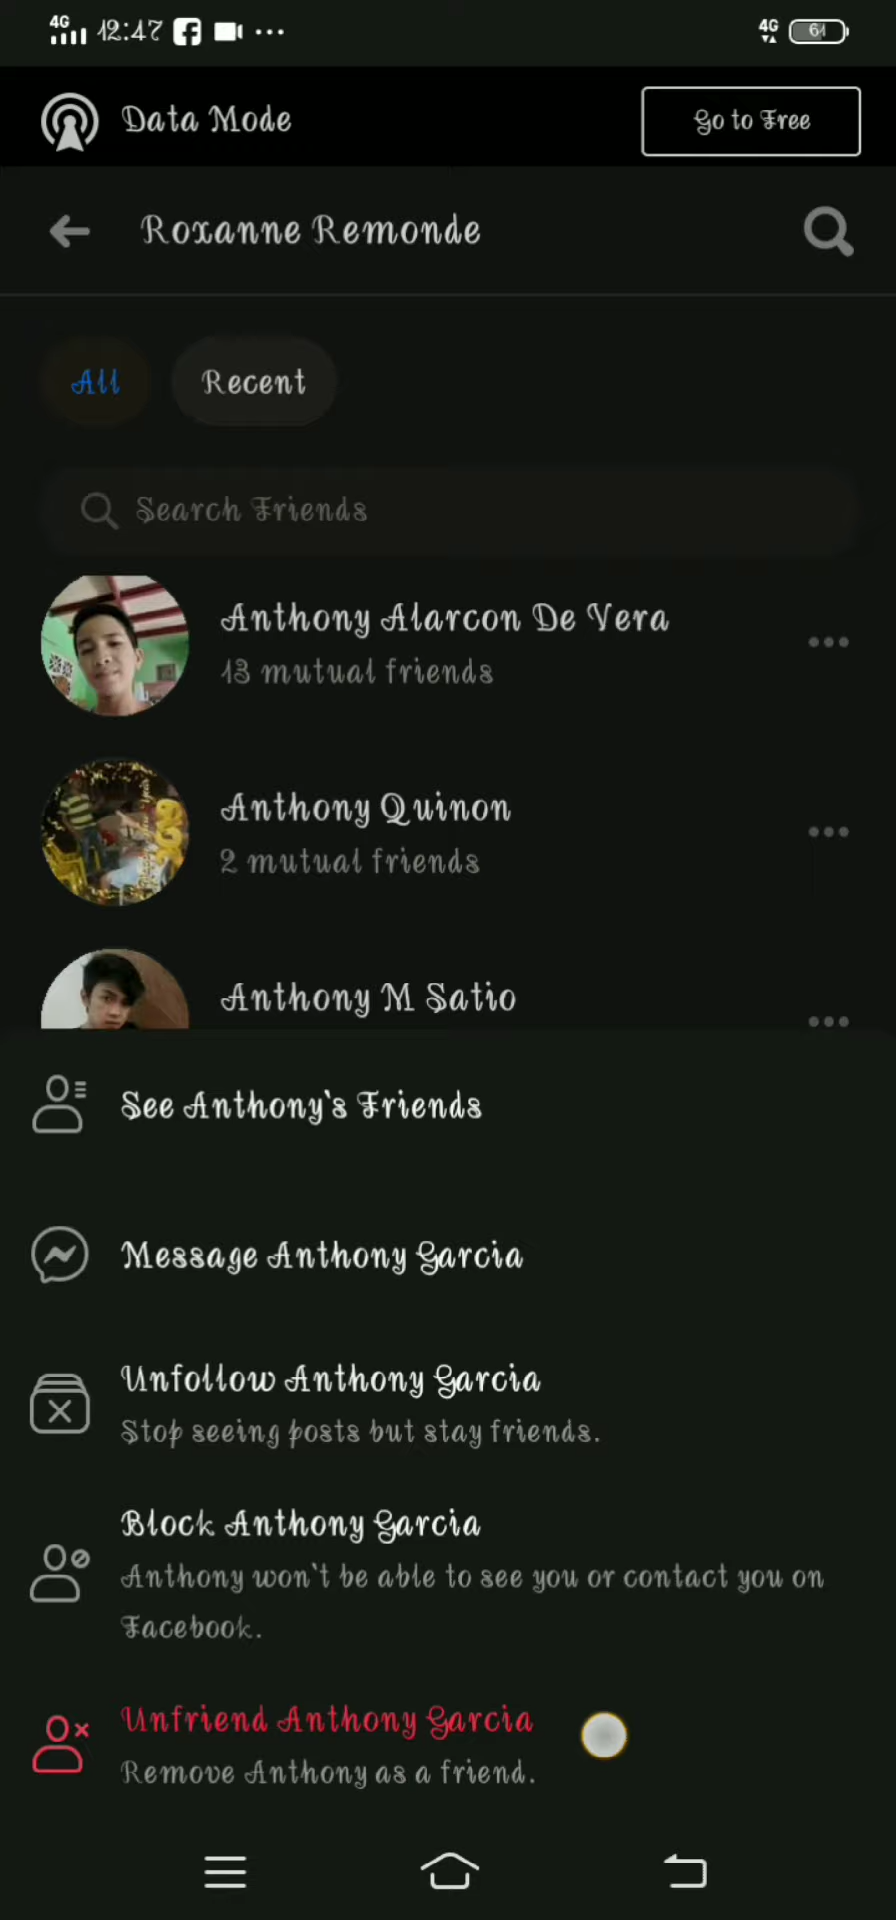 4G 12:47 4G 61
Data Mode Go to Free
Roxanne Remonde
All Recent
Search Friends
Anthony Alarcon De Vera
13 mutual friends
Anthony Quinon
2 mutual friends
Anthony M Satio
See Anthony's Friends
Message Anthony Garcia
Unfollow Anthony Garcia
Stop seeing posts but stay friends.
Block Anthony Garcia
Anthony won't be able to see you or contact you on
Facebook.
Unfriend Anthony Garcia
Remove Anthony as a friend.